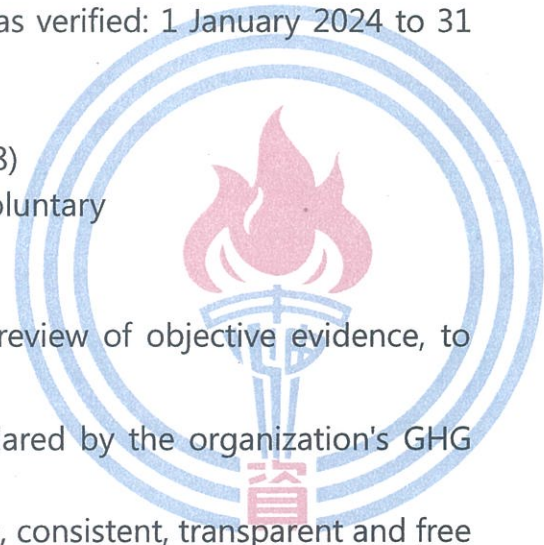 as verified: 1 January 2024 to 31
3)
oluntary
review of objective evidence, to
ared by the organization's GHG
, consistent, transparent and free